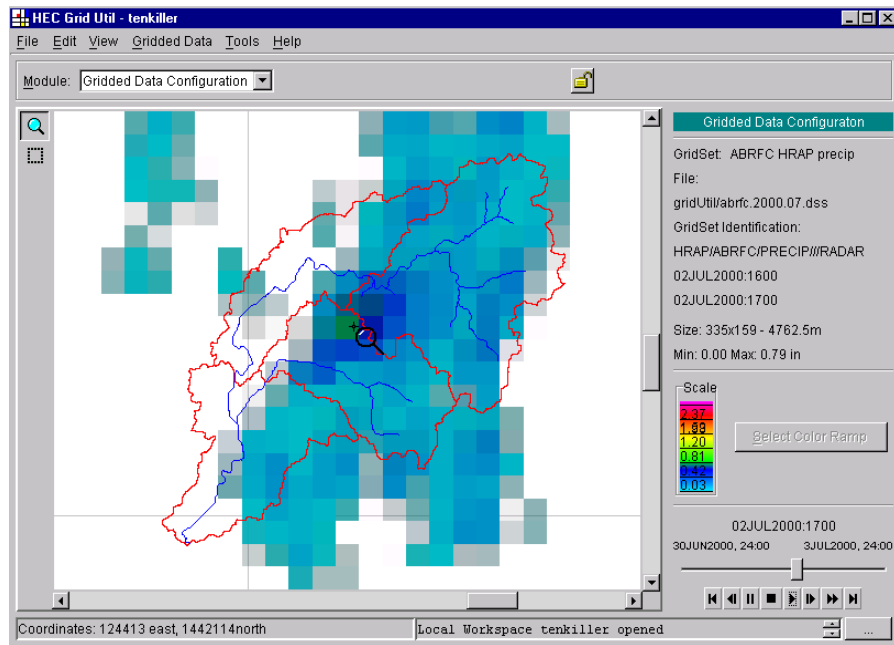 HEC Grid Util - tenkiller
File Edit View Gridded Data Tools Help
Module: Gridded Data Configuration
Gridded Data Configuraton
GridSet: ABRFC HRAP precip
File:
gridUtil/abrfc.2000.07.dss
GridSet Identification:
HRAP/ABRFC/PRECIP///RADAR
02JUL2000:1600
02JUL2000:1700
Size: 335x159 - 4762.5m
Min: 0.00 Max: 0.79 in
Scale
2.37
1.20
0.81
0.42
0.03
Select Color Ramp
02JUL2000:1700
30JUN2000, 24:00 3JUL2000, 24:00
Coordinates: 124413 east, 1442114north
Local Workspace tenkiller opened
...